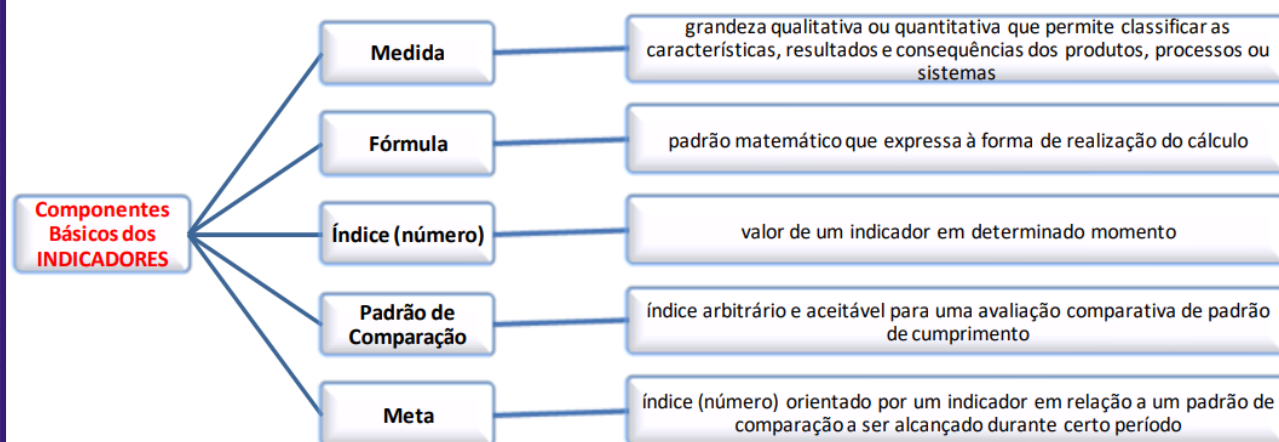 Componentes
Básicos dos
INDICADORES
Medida
grandeza qualitativa ou quantitativa que permite classificar as
características, resultados e consequências dos produtos, processos ou
sistemas
Fórmula
padrão matemático que expressa à forma de realização do cálculo
Índice (número)
valor de um indicador em determinado momento
Padrão de
Comparação
índice arbitrário e aceitável para uma avaliação comparativa de padrão
de cumprimento
Meta
índice (número) orientado por um indicador em relação a um padrão de
comparação a ser alcançado durante certo período